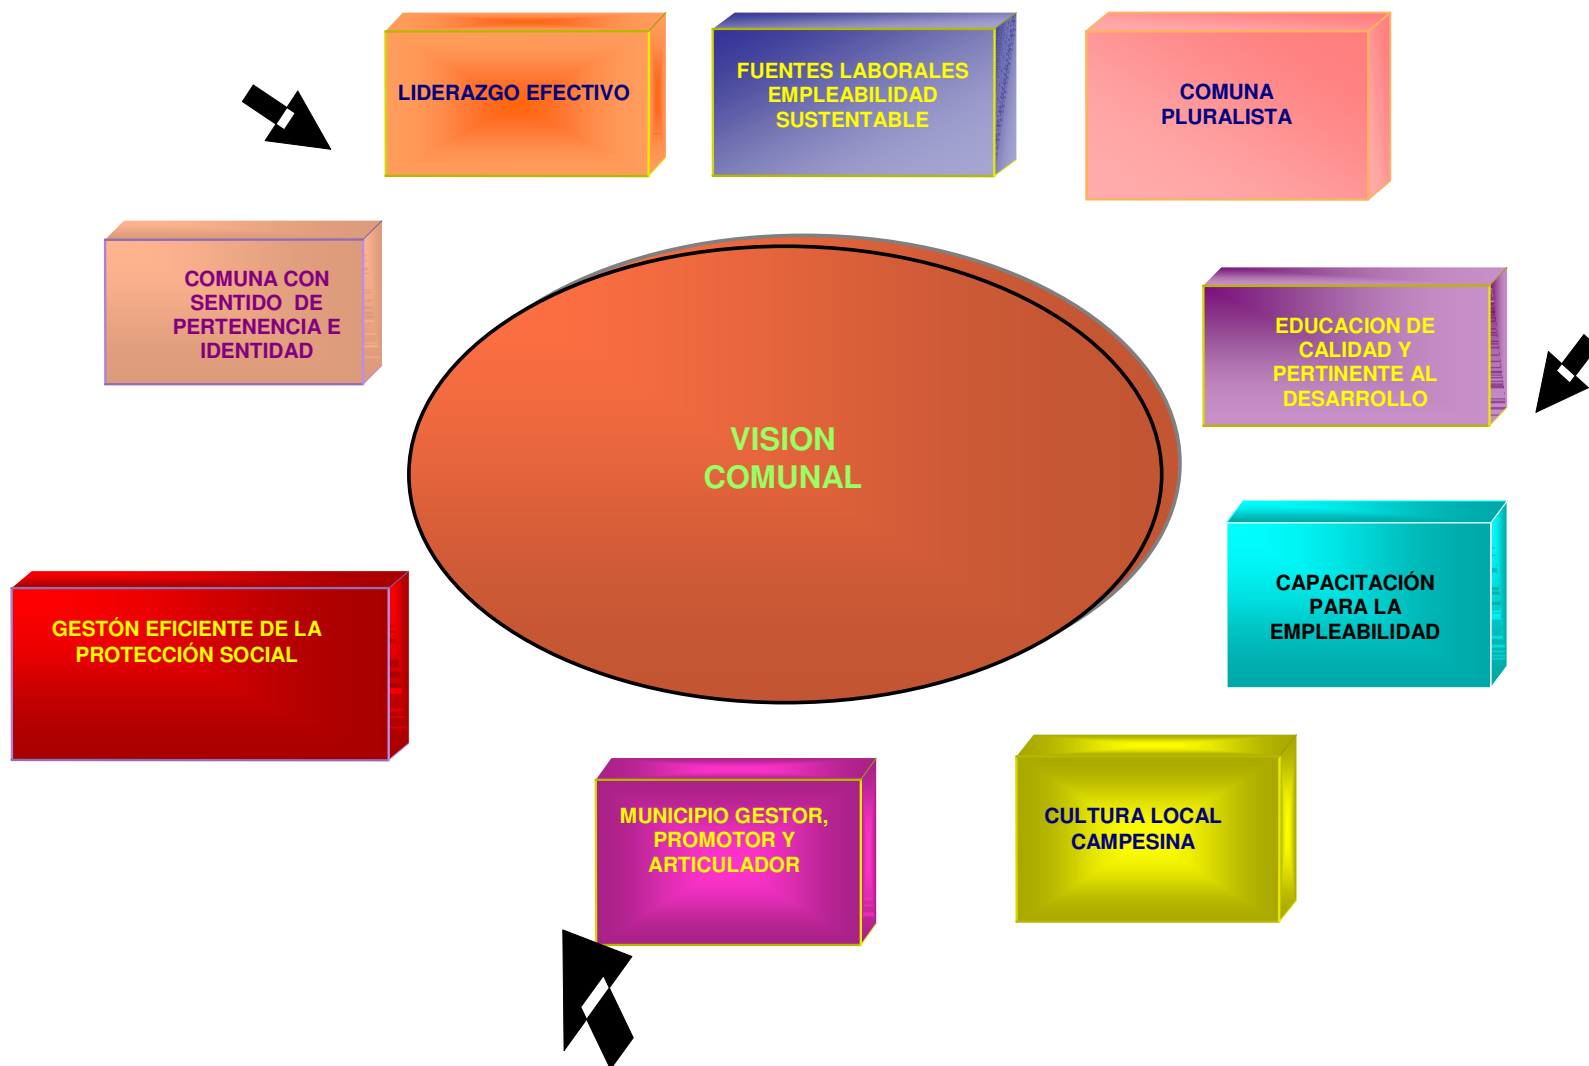 LIDERAZGO EFECTIVO
FUENTES LABORALES
EMPLEABILIDAD
SUSTENTABLE
COMUNA
PLURALISTA
COMUNA CON
SENTIDO  DE
PERTENENCIA E
IDENTIDAD
EDUCACION DE
CALIDAD Y
PERTINENTE AL
DESARROLLO
VISION
COMUNAL
CAPACITACIÓN
PARA LA
EMPLEABILIDAD
GESTÓN EFICIENTE DE LA
PROTECCIÓN SOCIAL
MUNICIPIO GESTOR,
PROMOTOR Y
ARTICULADOR
CULTURA LOCAL
CAMPESINA